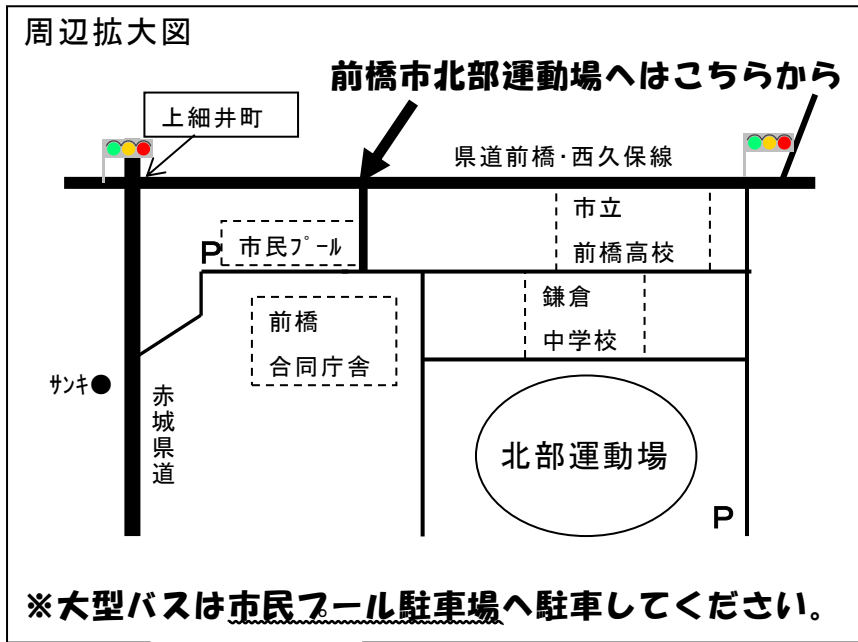 周辺拡大図
前橋市北部運動場へはこちらから
上細井町
県道前橋・西久保線
市立
前橋高校
P
市民ﾌﾟｰﾙ
鎌倉
中学校
前橋
合同庁舎
ｻﾝｷ
赤城県道
北部運動場
P
※大型バスは市民プール駐車場へ駐車してください。